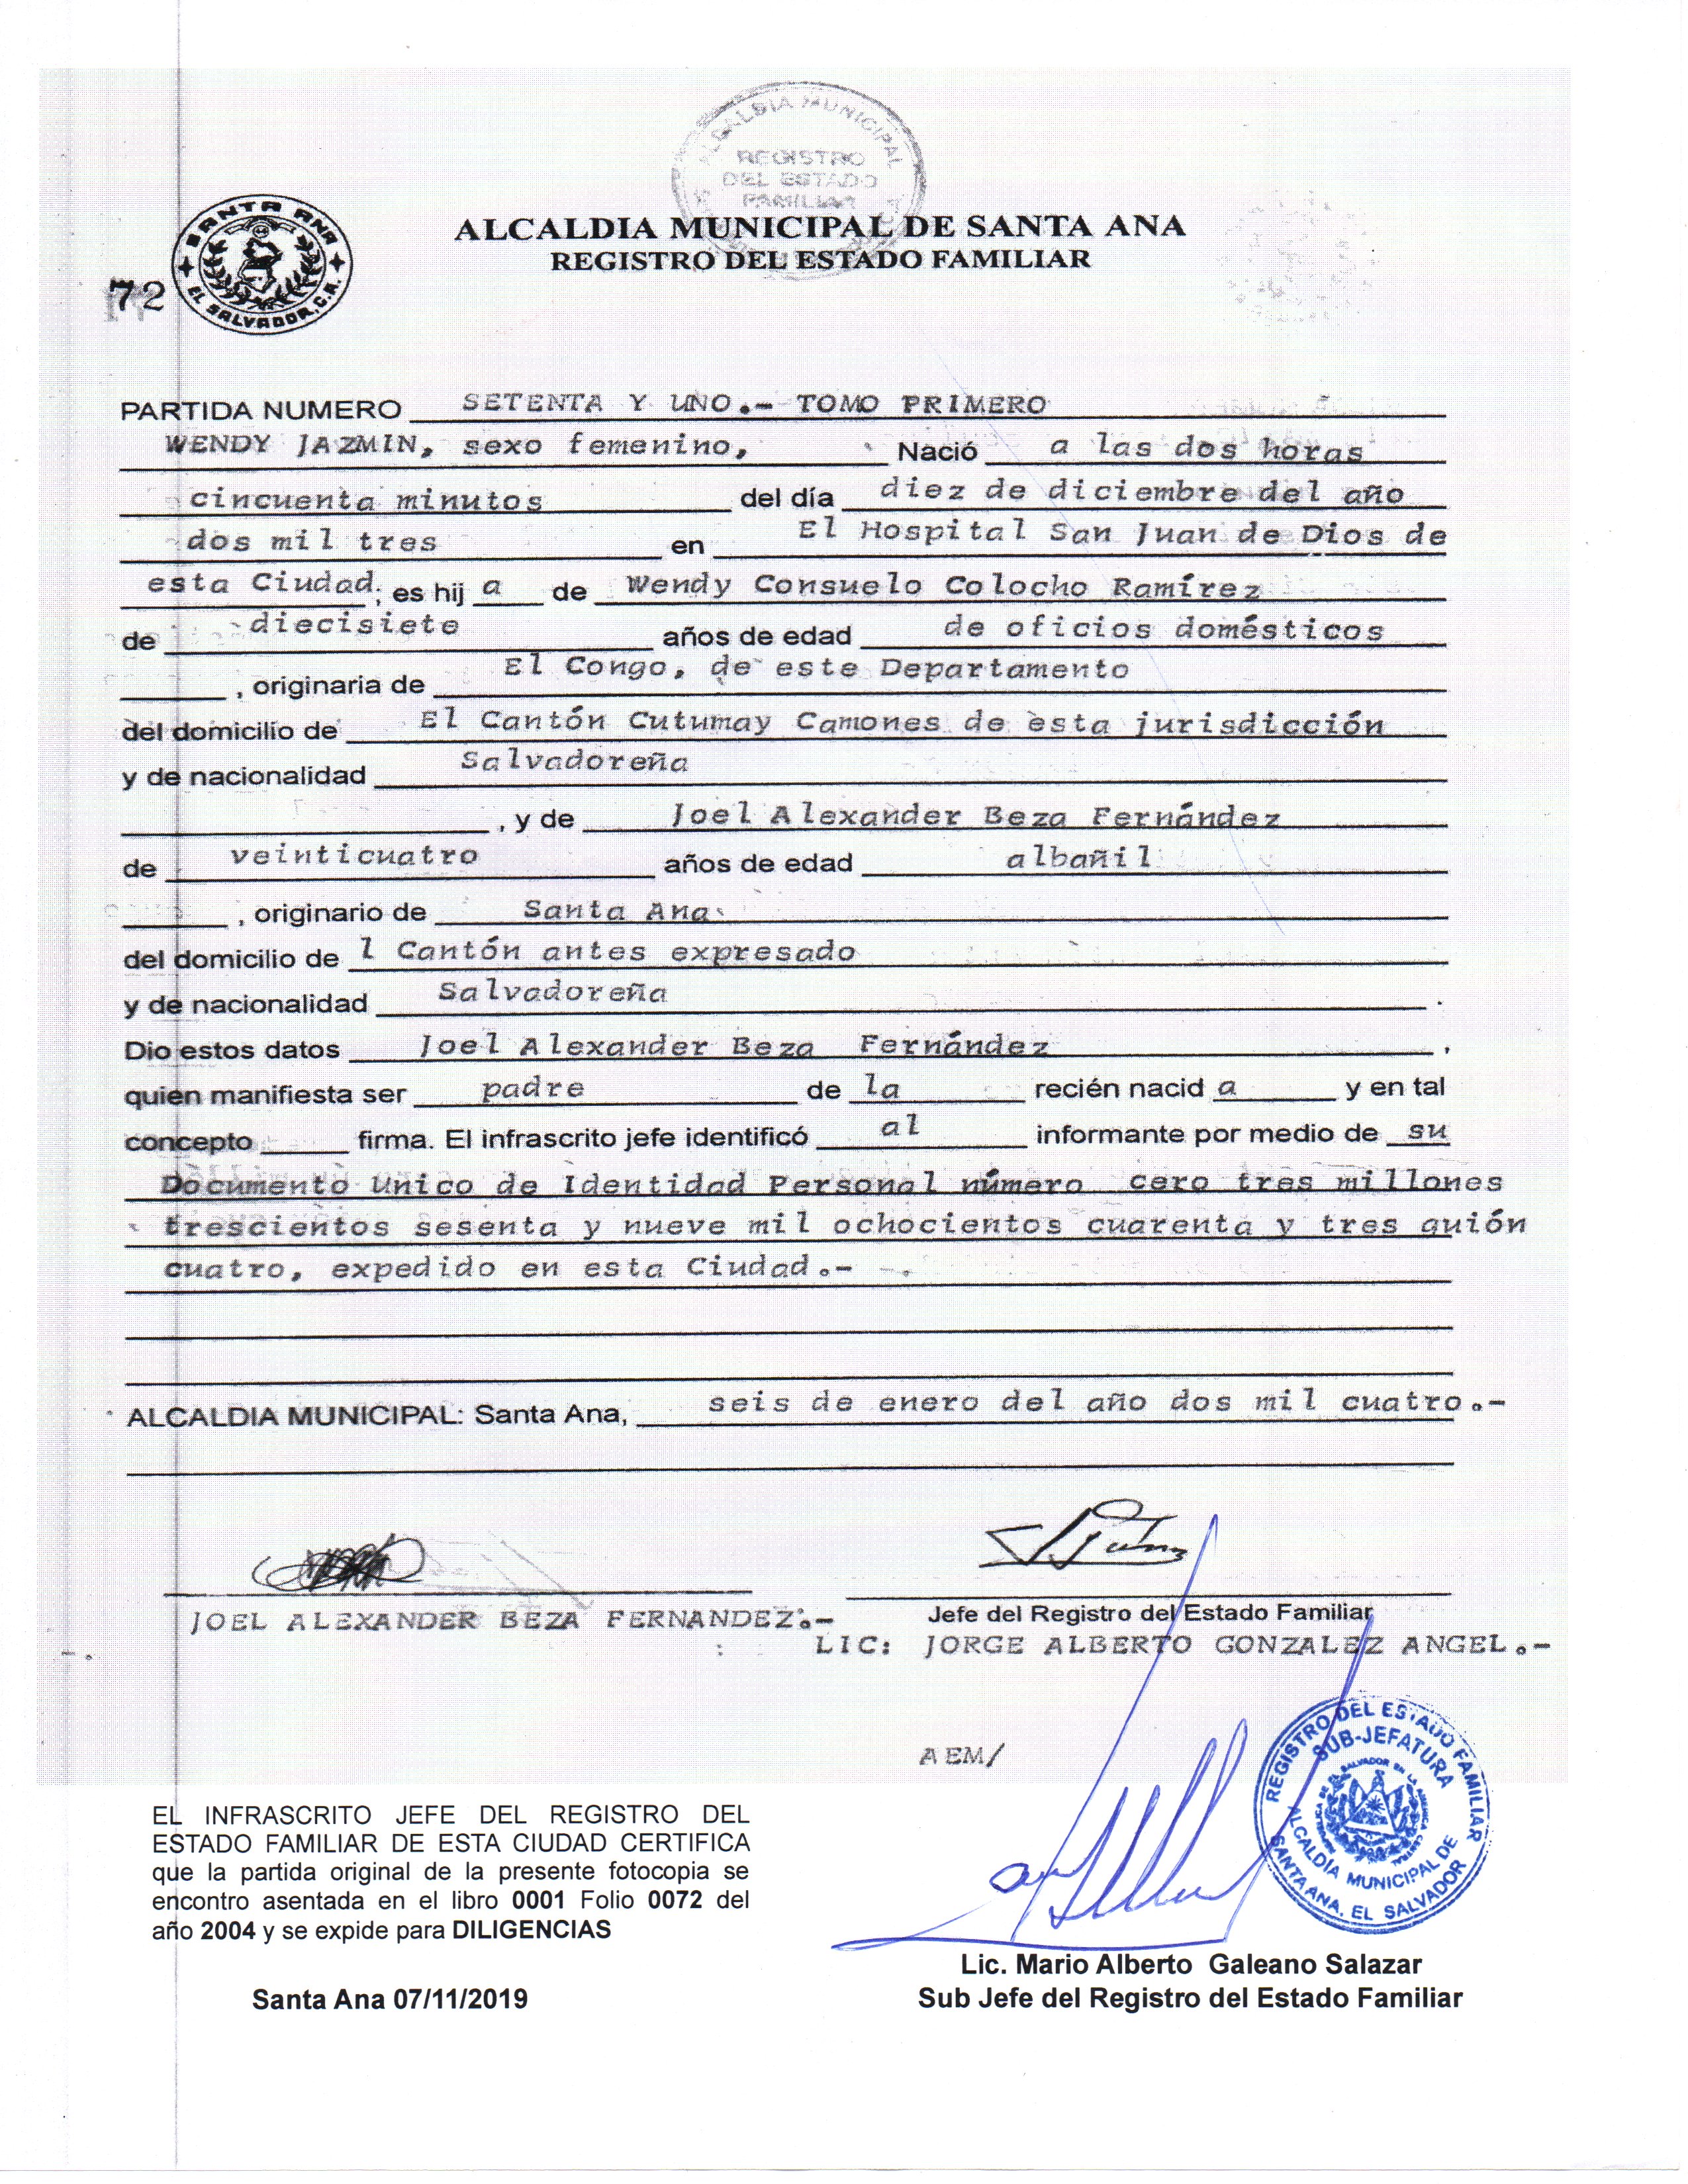 ALCALDIA MUNICIPAL
REGISTRO
DEL ESTADO
FAMILIAR
SANTA ANA
EL SALVADOR, C.A.
ALCALDIA MUNICIPAL DE SANTA ANA
REGISTRO DEL ESTADO FAMILIAR
72
PARTIDA NUMERO SETENTA Y UNO.- TOMO PRIMERO
WENDY JAZMIN, sexo femenino, Nació a las dos horas
cincuenta minutos del día diez de diciembre del año
dos mil tres en El Hospital San Juan de Dios de
esta Ciudad, es hij a de Wendy Consuelo Colocho Ramírez
de diecisiete años de edad de oficios domésticos
, originaria de El Congo, de este Departamento
del domicilio de El Cantón Cutumay Camones de esta jurisdicción
y de nacionalidad Salvadoreña
, y de Joel Alexander Beza Fernández
de veinticuatro años de edad albañil
, originario de Santa Ana
del domicilio de l Cantón antes expresado
y de nacionalidad Salvadoreña .
Dio estos datos Joel Alexander Beza Fernández ,
quien manifiesta ser padre de la recién nacid a y en tal
concepto firma. El infrascrito jefe identificó al informante por medio de su
Documento Unico de Identidad Personal número cero tres millones
trescientos sesenta y nueve mil ochocientos cuarenta y tres guión
cuatro, expedido en esta Ciudad.-
ALCALDIA MUNICIPAL: Santa Ana, seis de enero del año dos mil cuatro.-
JOEL ALEXANDER BEZA FERNANDEZ.-
Jefe del Registro del Estado Familiar
LIC: JORGE ALBERTO GONZALEZ ANGEL.-
AEM/
REGISTRO DEL ESTADO FAMILIAR
SUB-JEFATURA
ALCALDÍA MUNICIPAL DE
SANTA ANA, EL SALVADOR
EL INFRASCRITO JEFE DEL REGISTRO DEL
ESTADO FAMILIAR DE ESTA CIUDAD CERTIFICA
que la partida original de la presente fotocopia se
encontro asentada en el libro 0001 Folio 0072 del
año 2004 y se expide para DILIGENCIAS
Santa Ana 07/11/2019
Lic. Mario Alberto Galeano Salazar
Sub Jefe del Registro del Estado Familiar